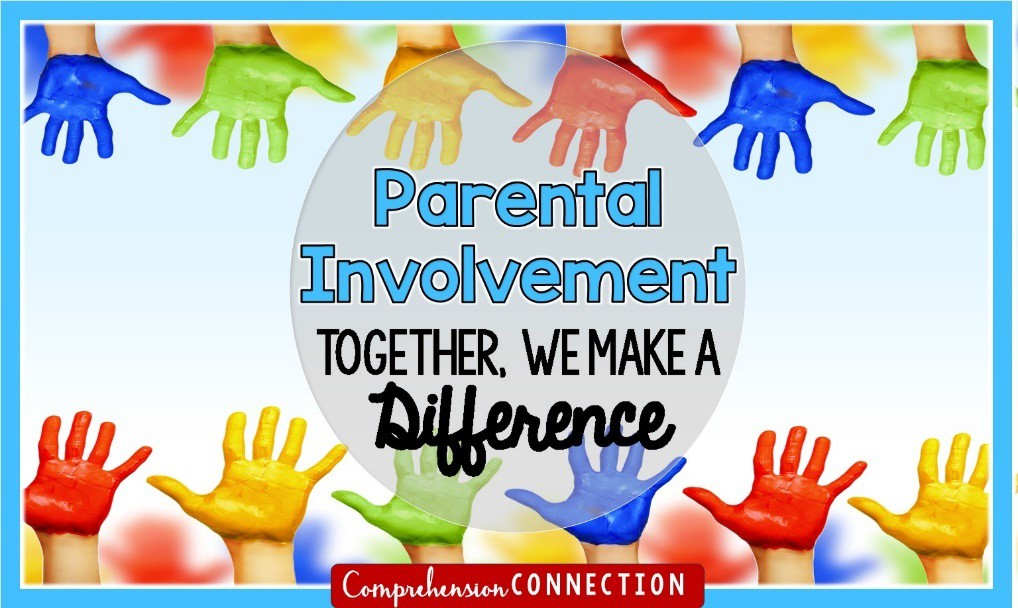 Parental
Involvement
TOGETHER, WE MAKE A
Difference
Comprehension CONNECTION